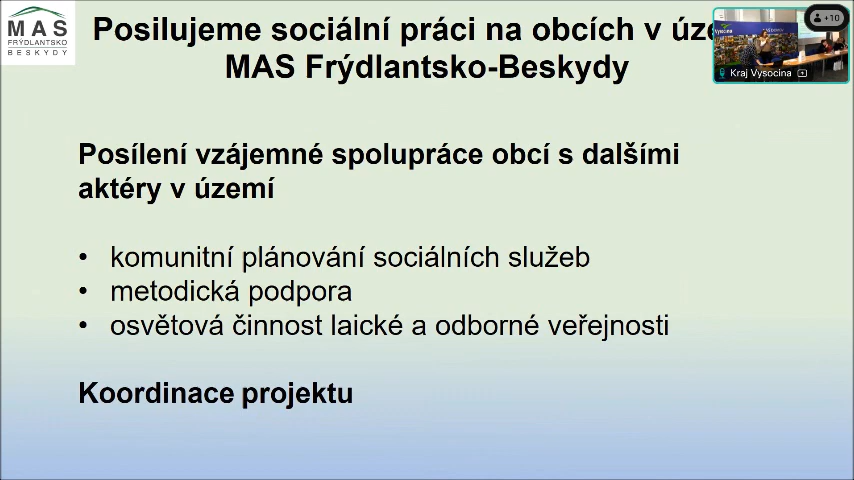 MAS
FRÝDLANTSKO
BESKYDY
Posilujeme sociální práci na obcích v úze
MAS Frýdlantsko-Beskydy
+10
Kraj Vysocina
Posílení vzájemné spolupráce obcí s dalšími
aktéry v území
• komunitní plánování sociálních služeb
• metodická podpora
• osvětová činnost laické a odborné veřejnosti
Koordinace projektu